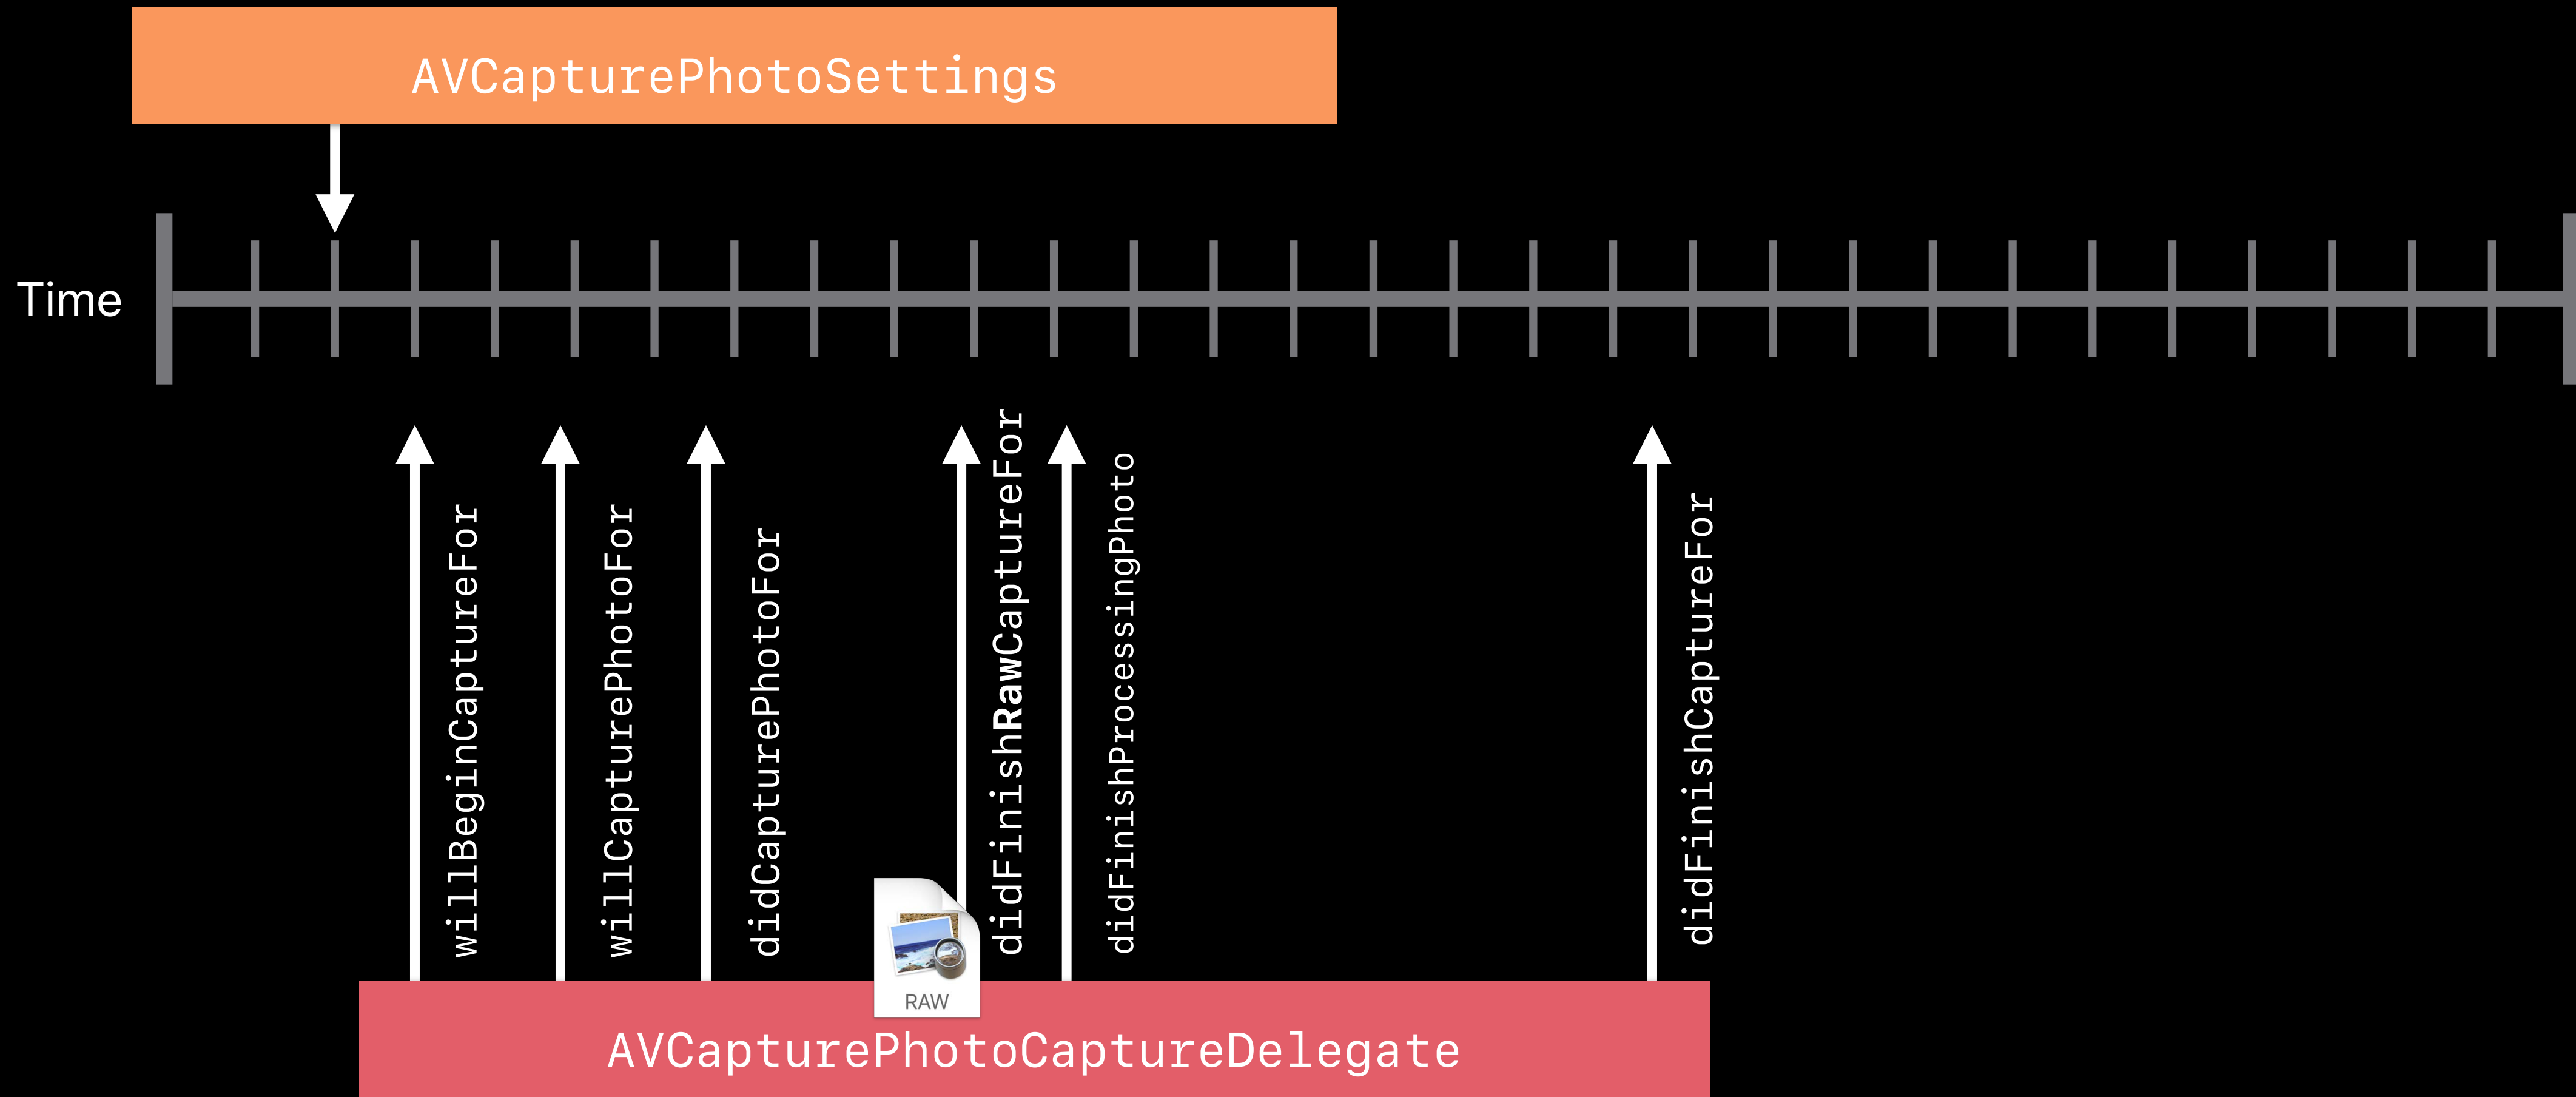 AVCapturePhotoSettings
Time
willBeginCaptureFor
willCapturePhotoFor
didCapturePhotoFor
didFinishRawCaptureFor
didFinishProcessingPhoto
didFinishCaptureFor
RAW
AVCapturePhotoCaptureDelegate